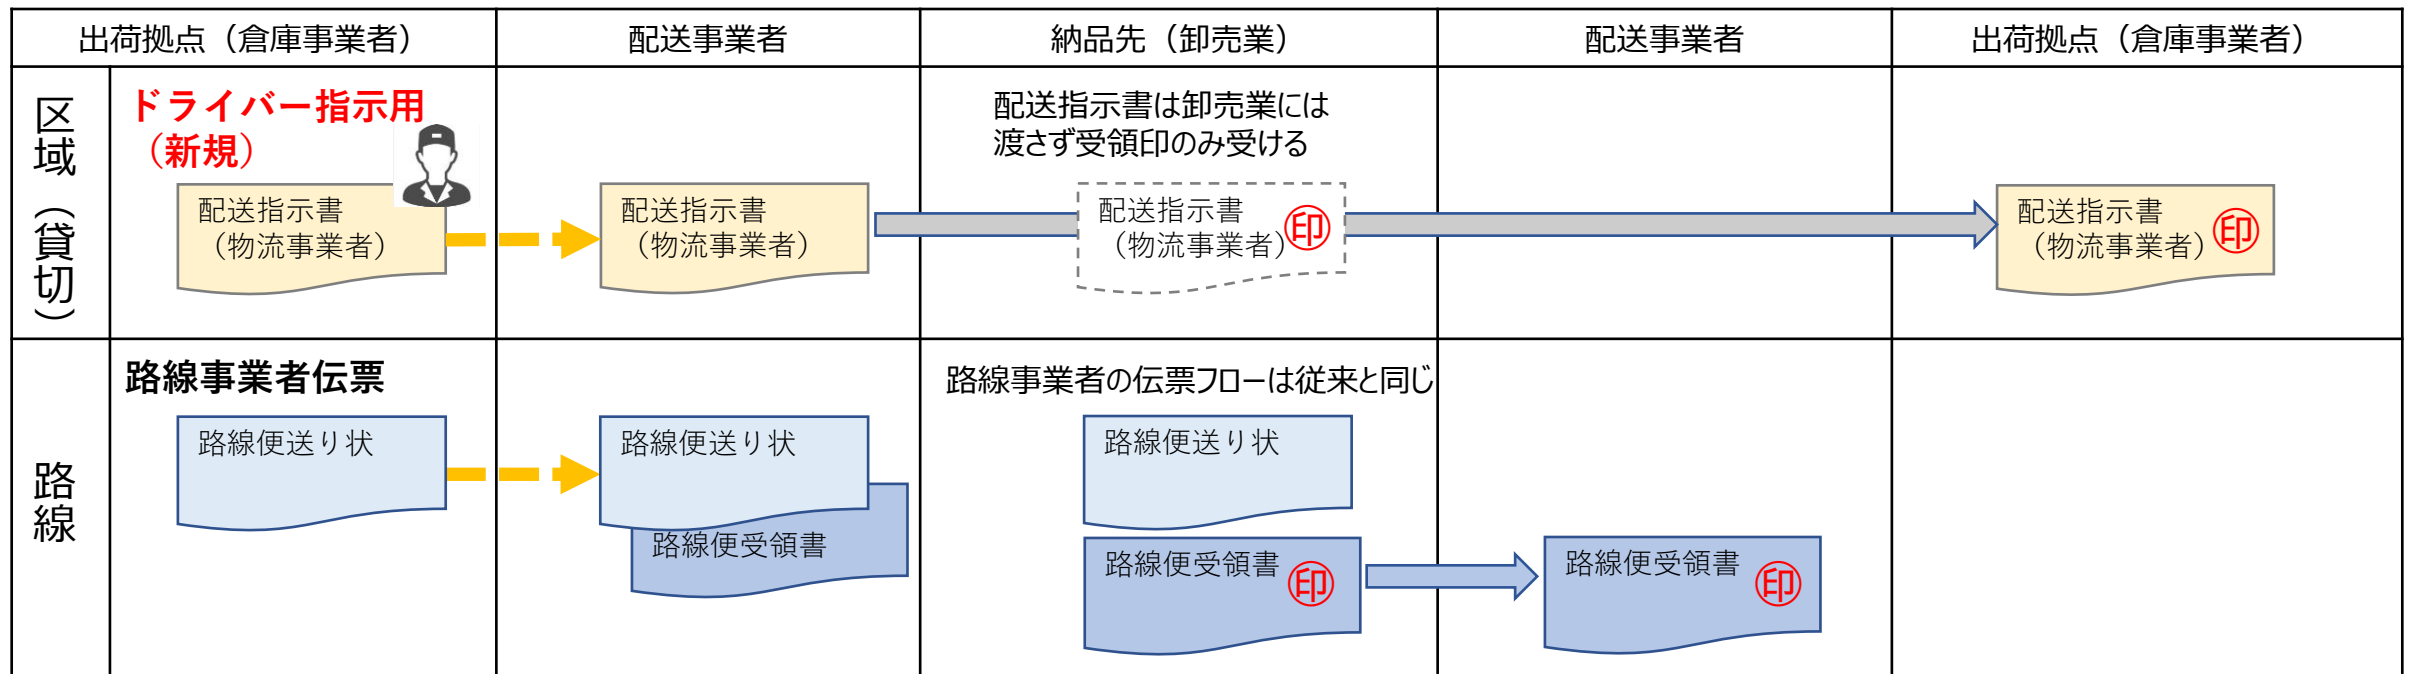 出荷拠点（倉庫事業者）
配送事業者
納品先（卸売業）
配送事業者
出荷拠点（倉庫事業者）
区域（貸切）
ドライバー指示用
（新規）
配送指示書
（物流事業者）
配送指示書
（物流事業者）
配送指示書は卸売業には
渡さず受領印のみ受ける
配送指示書
（物流事業者）
㊞
配送指示書
（物流事業者）
㊞
路線
路線事業者伝票
路線便送り状
路線便送り状
路線便受領書
路線事業者の伝票フローは従来と同じ
路線便送り状
路線便受領書
㊞
路線便受領書
㊞